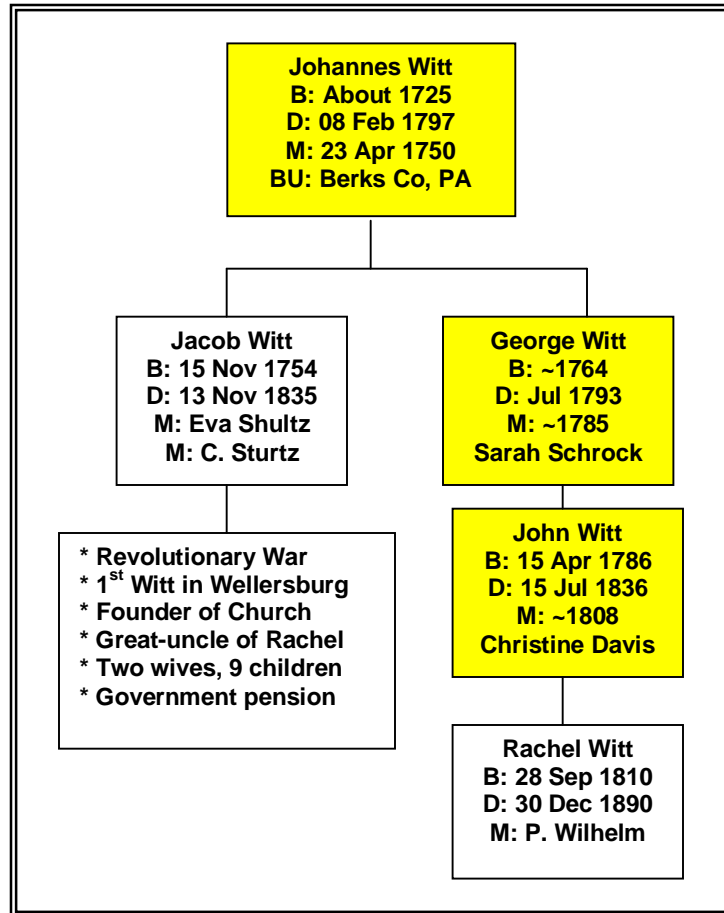 Johannes Witt
B: About 1725
D: 08 Feb 1797
M: 23 Apr 1750
BU: Berks Co, PA
Jacob Witt
B: 15 Nov 1754
D: 13 Nov 1835
M: Eva Shultz
M: C. Sturtz
* Revolutionary War
* 1st Witt in Wellersburg
* Founder of Church
* Great-uncle of Rachel
* Two wives, 9 children
* Government pension
George Witt
B: ~1764
D: Jul 1793
M: ~1785
Sarah Schrock
John Witt
B: 15 Apr 1786
D: 15 Jul 1836
M: ~1808
Christine Davis
Rachel Witt
B: 28 Sep 1810
D: 30 Dec 1890
M: P. Wilhelm